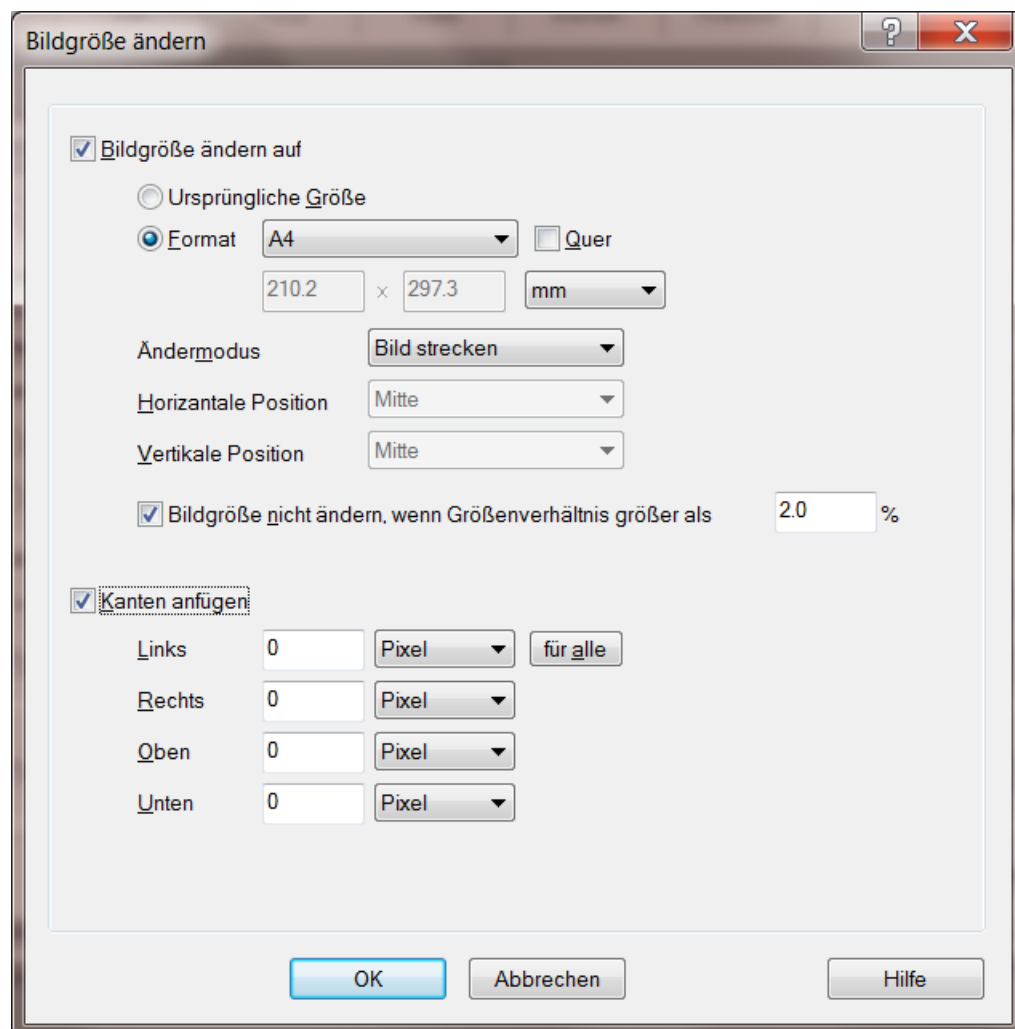 Bildgröße ändern
Bildgröße ändern auf
Ursprüngliche Größe
Format A4 Quer
210.2 x 297.3 mm
Ändermodus Bild strecken
Horizantale Position Mitte
Vertikale Position Mitte
Bildgröße nicht ändern, wenn Größenverhältnis größer als 2.0 %
Kanten anfügen
Links 0 Pixel für alle
Rechts 0 Pixel
Oben 0 Pixel
Unten 0 Pixel
OK Abbrechen Hilfe